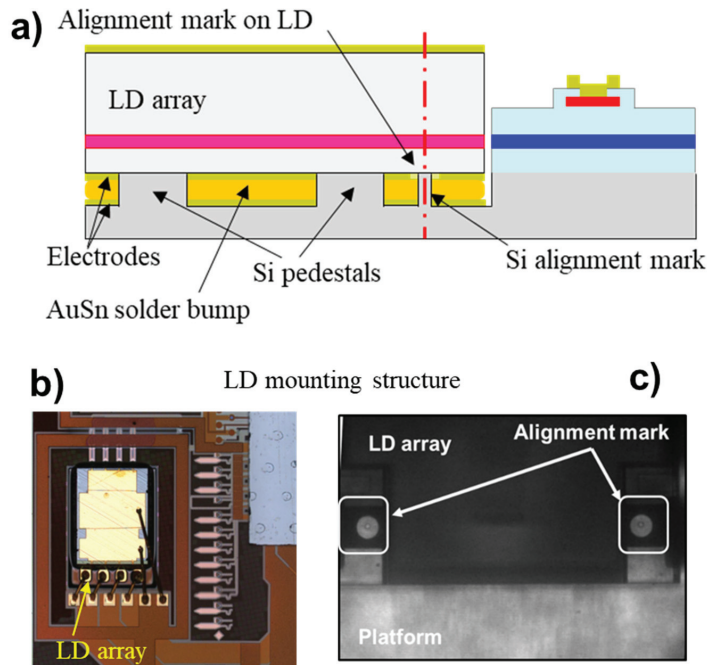 a)
Alignment mark on LD
LD array
Electrodes
Si pedestals
Si alignment mark
AuSn solder bump
b)
LD mounting structure
c)
LD array
Alignment mark
LD array
Platform